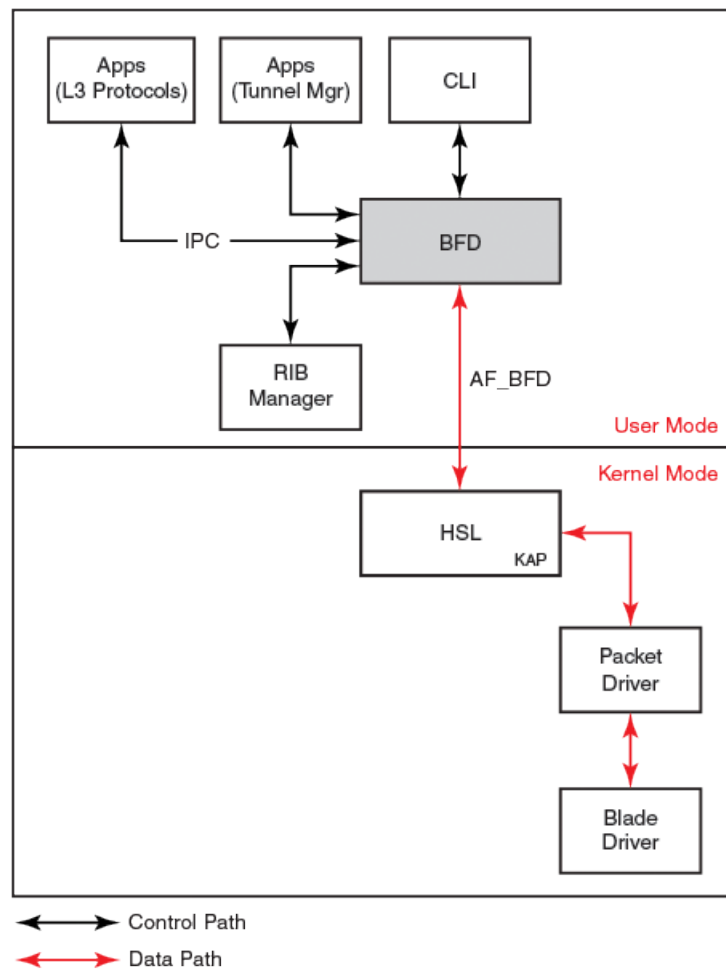 Apps
(L3 Protocols)
Apps
(Tunnel Mgr)
CLI
IPC
BFD
RIB
Manager
AF_BFD
User Mode
Kernel Mode
HSL
KAP
Packet
Driver
Blade
Driver
Control Path
Data Path